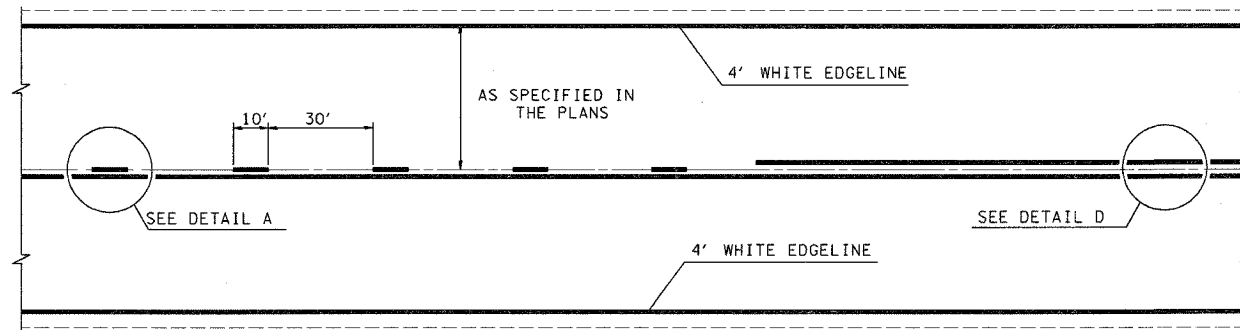 4' WHITE EDGELINE
AS SPECIFIED IN
THE PLANS
10'
30'
SEE DETAIL A
SEE DETAIL D
4' WHITE EDGELINE